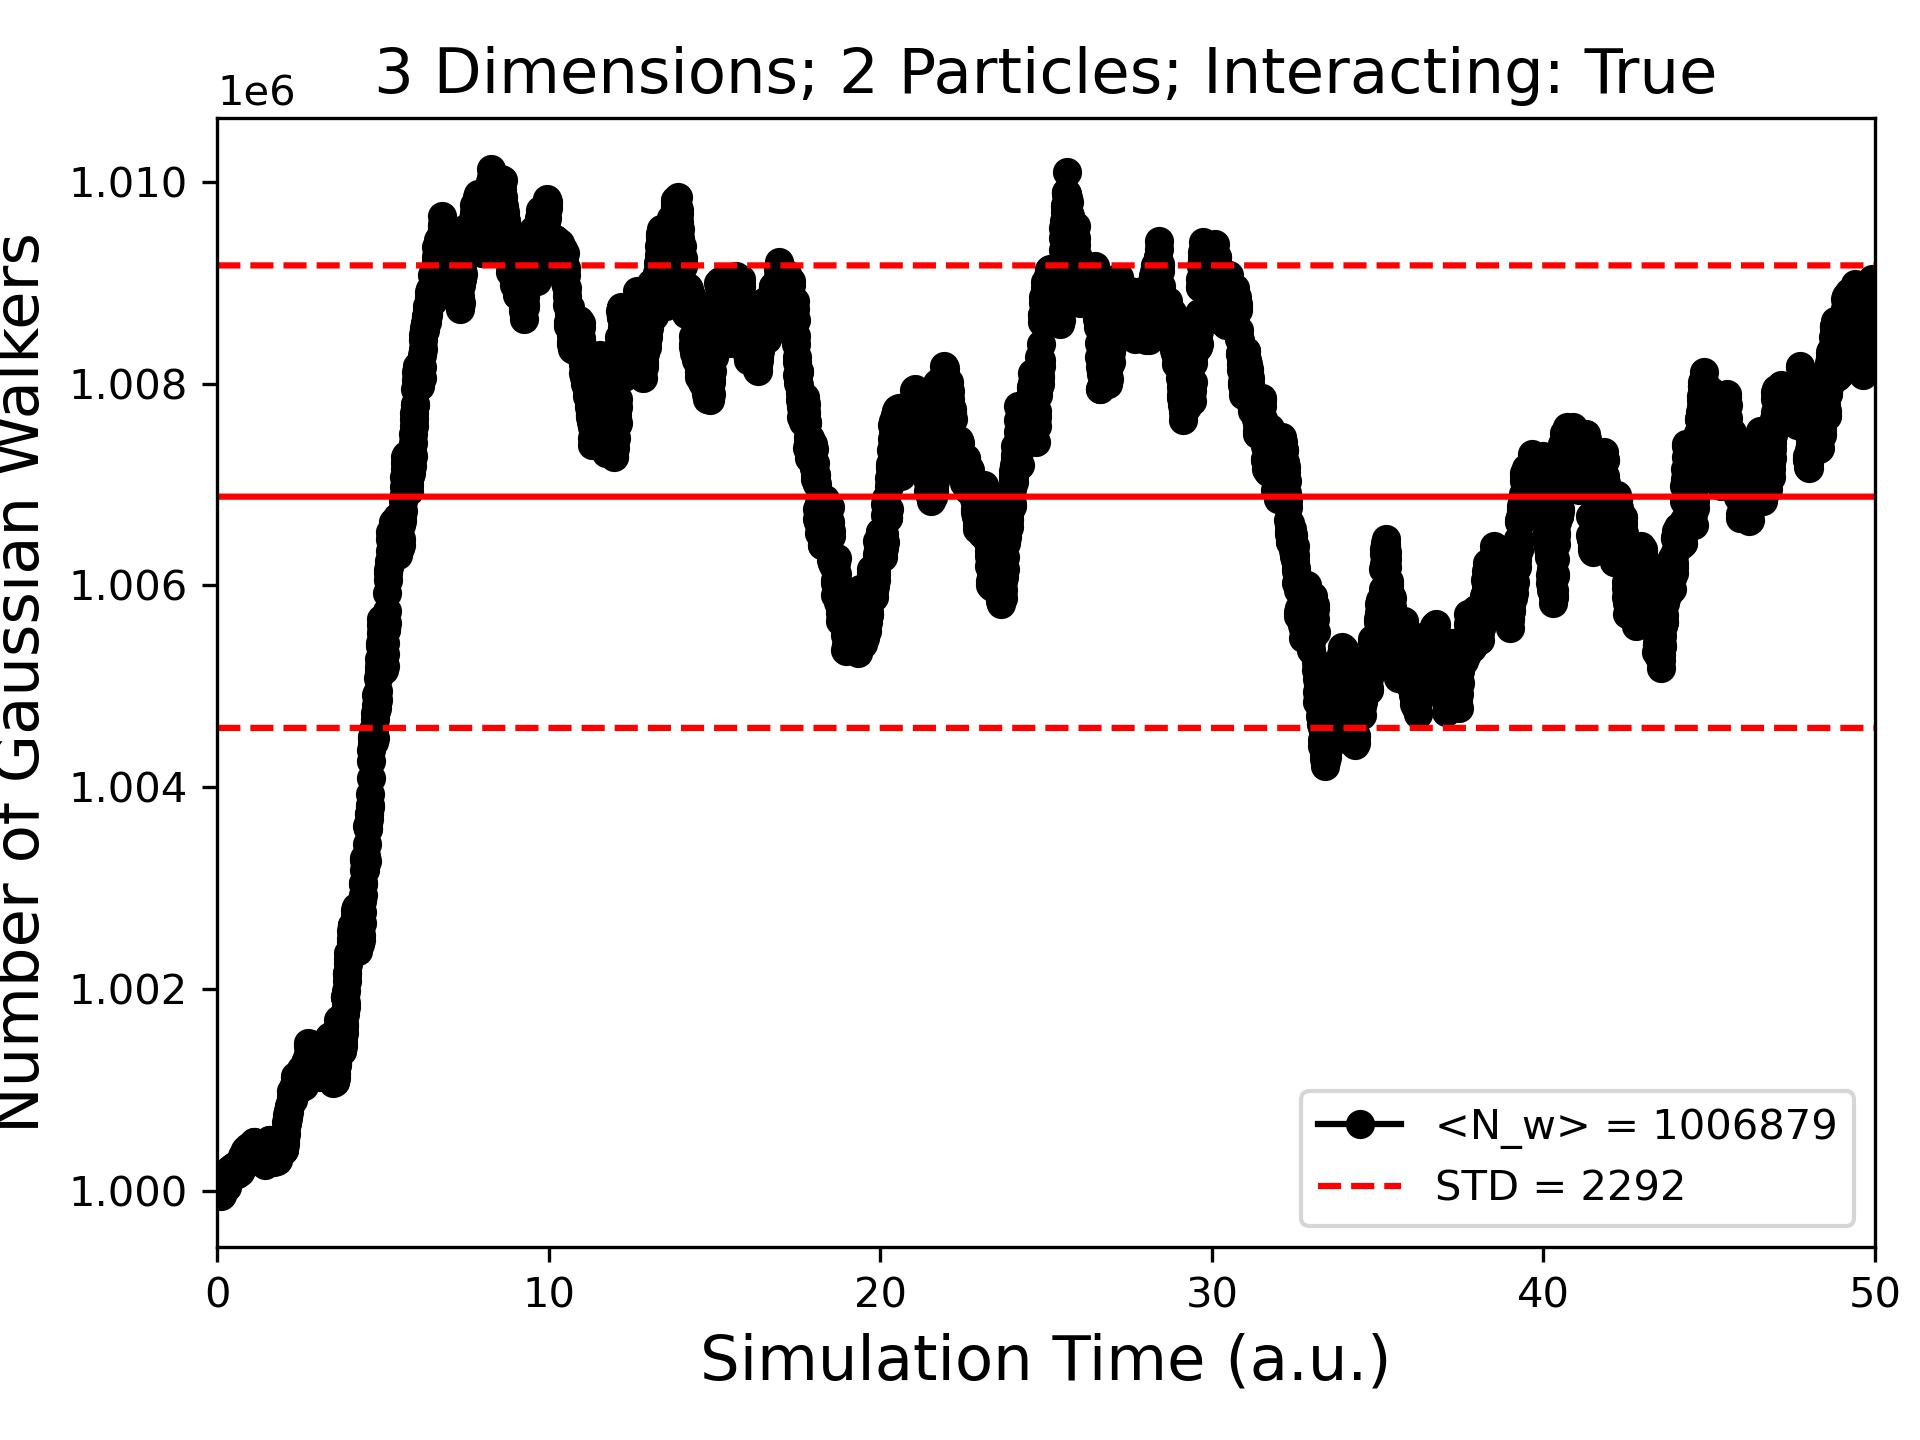 3 Dimensions; 2 Particles; Interacting: True
1e6
1.010
1.008
1.006
1.004
1.002
1.000
Number of Gaussian Walkers
<N_w> = 1006879
STD = 2292
0 10 20 30 40 50
Simulation Time (a.u.)